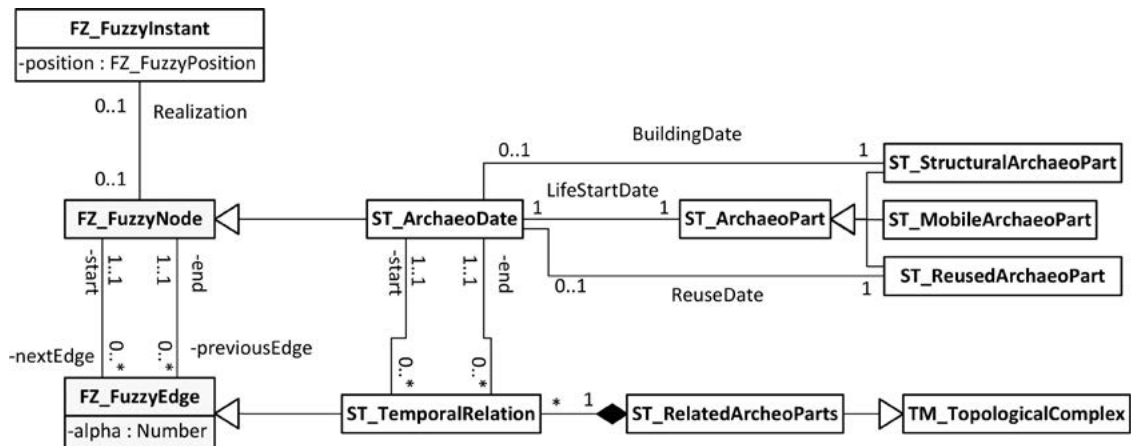 FZ_FuzzyInstant
-position : FZ_FuzzyPosition
0..1
Realization
0..1
BuildingDate
0..1
1
ST_StructuralArchaeoPart
LifeStartDate
FZ_FuzzyNode
ST_ArchaeoDate
1
1
ST_ArchaeoPart
ST_MobileArchaeoPart
-start
1..1
1..1
-end
-start
1..1
1..1
-end
0..1
ReuseDate
1
ST_ReusedArchaeoPart
-nextEdge
0..*
0..*
-previousEdge
0..*
0..*
FZ_FuzzyEdge
-alpha : Number
ST_TemporalRelation
*
1
ST_RelatedArcheoParts
TM_TopologicalComplex